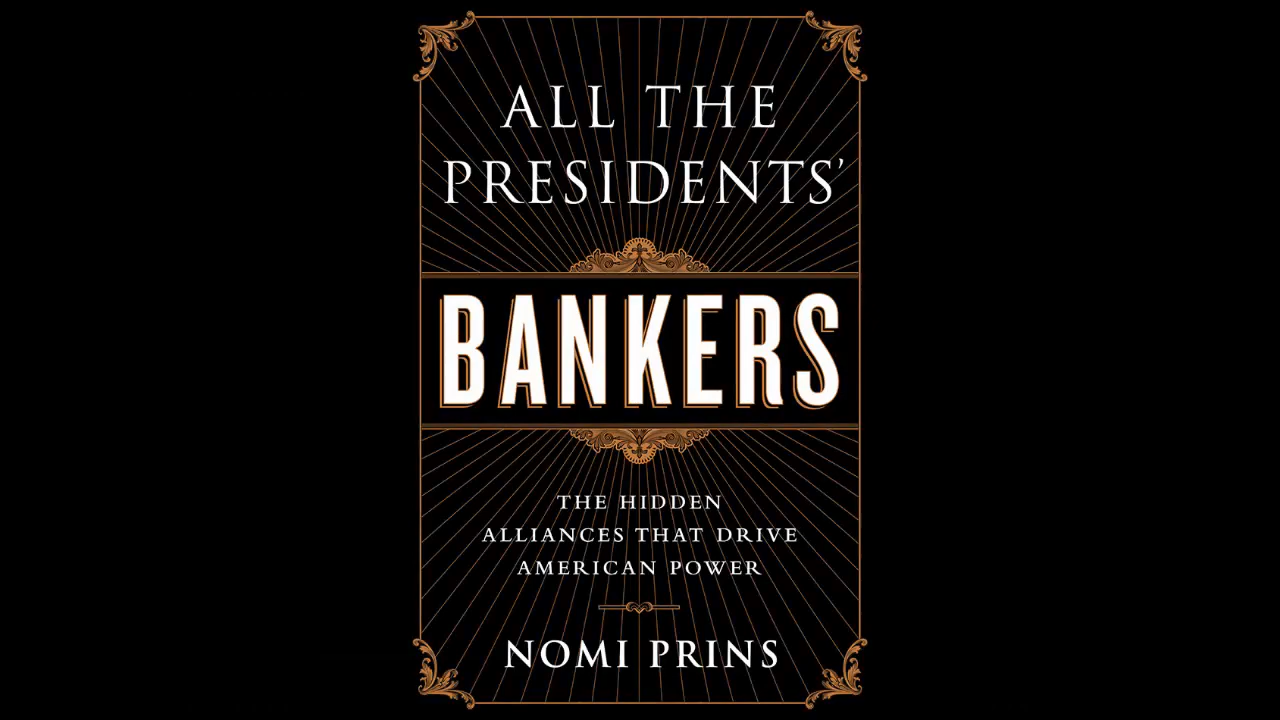 ALL THE
PRESIDENTS’
BANKERS
THE HIDDEN
ALLIANCES THAT DRIVE
AMERICAN POWER
NOMI PRINS